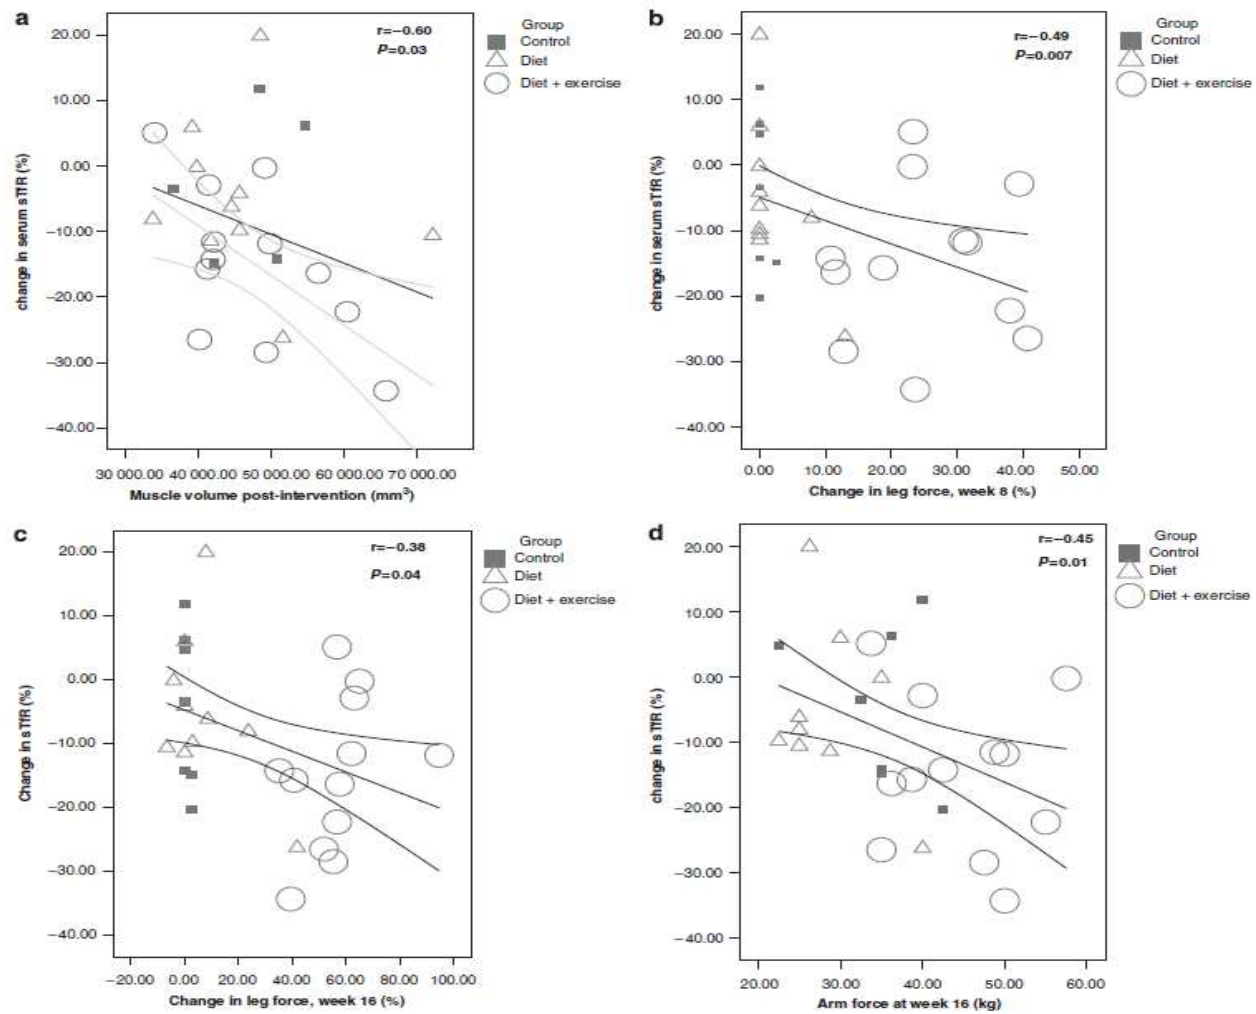 a
r=−0.60
P=0.03
Group
Control
Diet
Diet + exercise
20.00
10.00
0.00
−10.00
−20.00
−30.00
−40.00
change in serum sTfR (%)
30 000.00 40 000.00 50 000.00 60 000.00 70 000.00
Muscle volume post-intervention (mm³)
b
r=−0.49
P=0.007
Group
Control
Diet
Diet + exercise
20.00
10.00
0.00
−10.00
−20.00
−30.00
−40.00
change in serum sTfR (%)
0.00 10.00 20.00 30.00 40.00 50.00
Change in leg force, week 8 (%)
c
r=−0.38
P=0.04
Group
Control
Diet
Diet + exercise
20.00
10.00
0.00
−10.00
−20.00
−30.00
−40.00
Change in sTfR (%)
−20.00 0.00 20.00 40.00 60.00 80.00 100.00
Change in leg force, week 16 (%)
d
r=−0.45
P=0.01
Group
Control
Diet
Diet + exercise
20.00
10.00
0.00
−10.00
−20.00
−30.00
−40.00
change in sTfR (%)
20.00 30.00 40.00 50.00 60.00
Arm force at week 16 (kg)